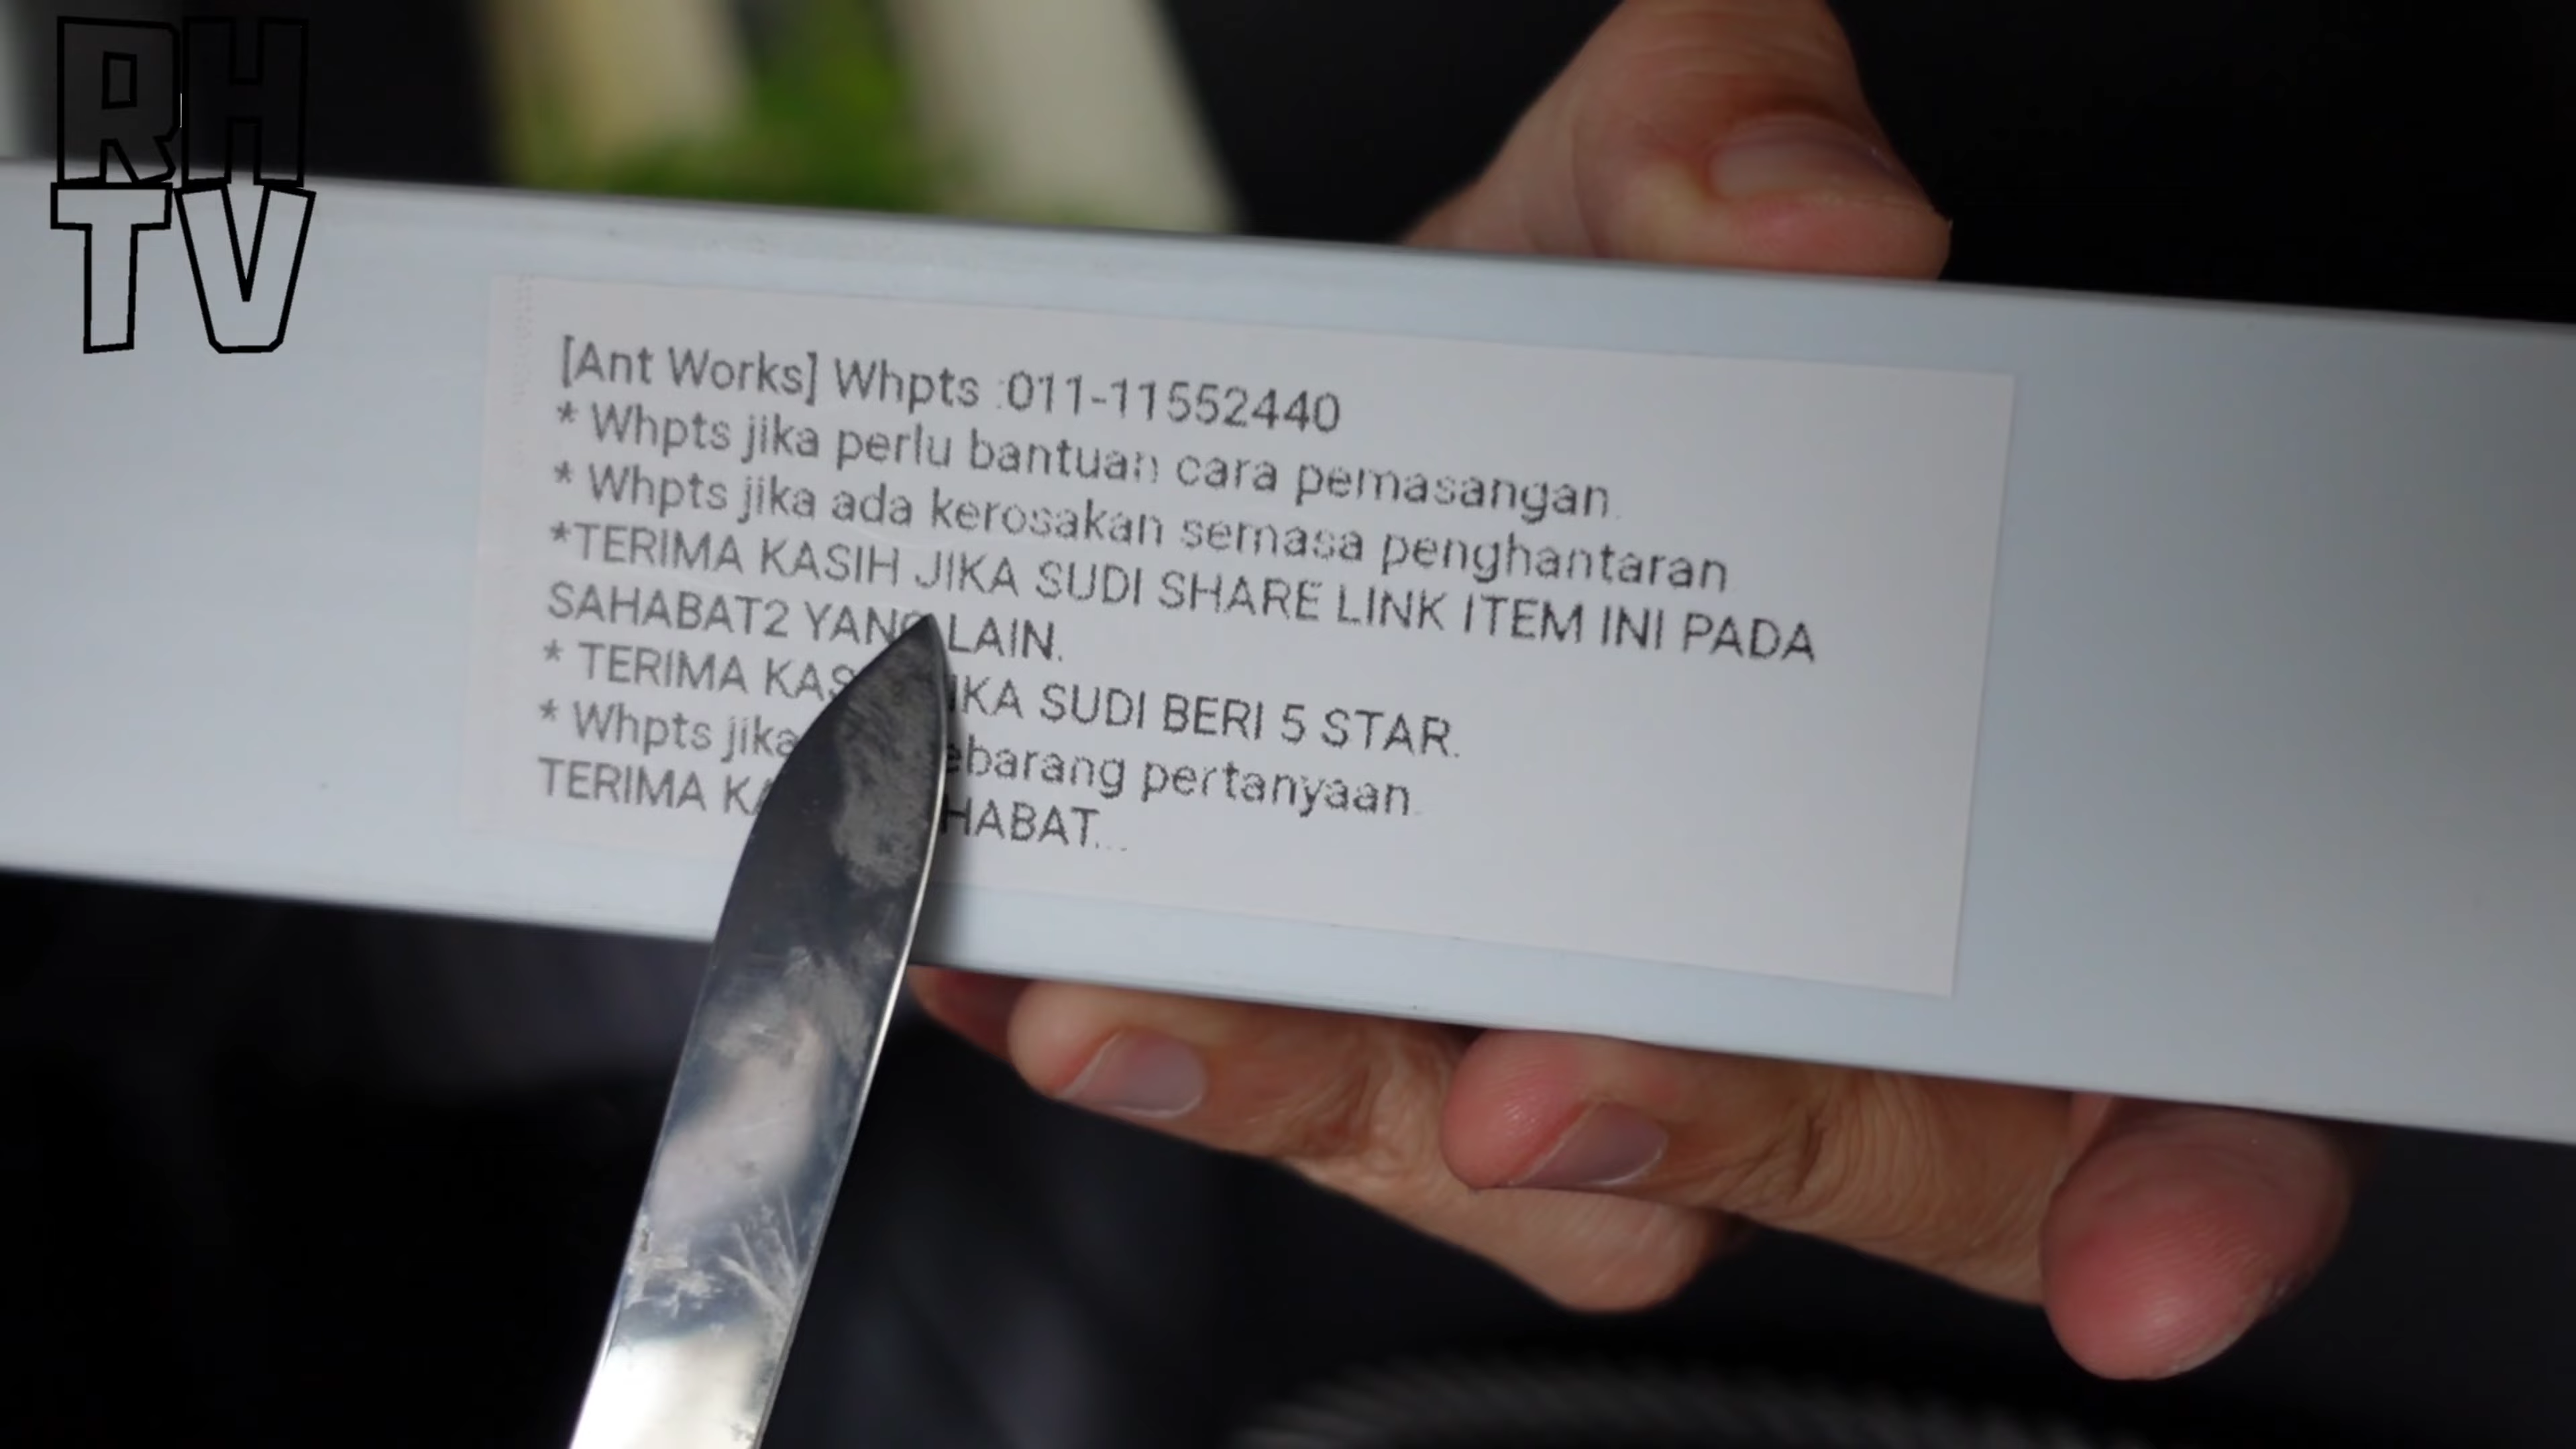 RH
TV
[Ant Works] Whpts :011-11552440
* Whpts jika perlu bantuan cara pemasangan.
* Whpts jika ada kerosakan semasa penghantaran
*TERIMA KASIH JIKA SUDI SHARE LINK ITEM INI PADA
SAHABAT2 YANG LAIN.
* TERIMA SUDI BERI 5 STAR.
* Whpts jika pertanyaan.
TERIMA